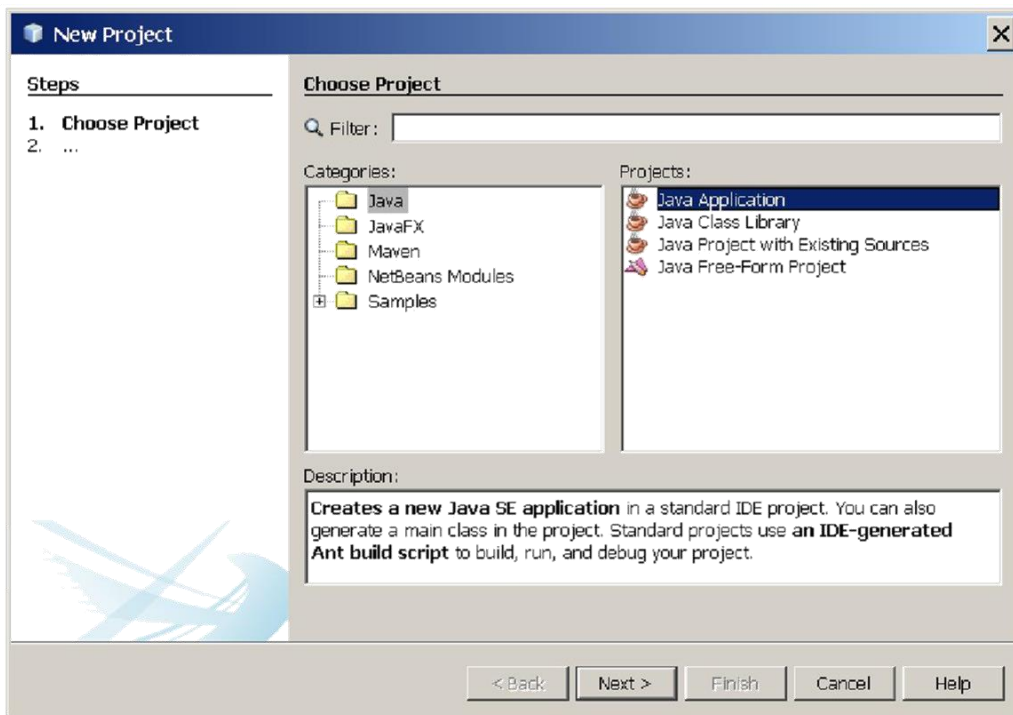 New Project
Steps
1. Choose Project
2. ...
Choose Project
Filter:
Categories:
Java
JavaFX
Maven
NetBeans Modules
Samples
Projects:
Java Application
Java Class Library
Java Project with Existing Sources
Java Free-Form Project
Description:
Creates a new Java SE application in a standard IDE project. You can also
generate a main class in the project. Standard projects use an IDE-generated
Ant build script to build, run, and debug your project.
< Back
Next >
Finish
Cancel
Help